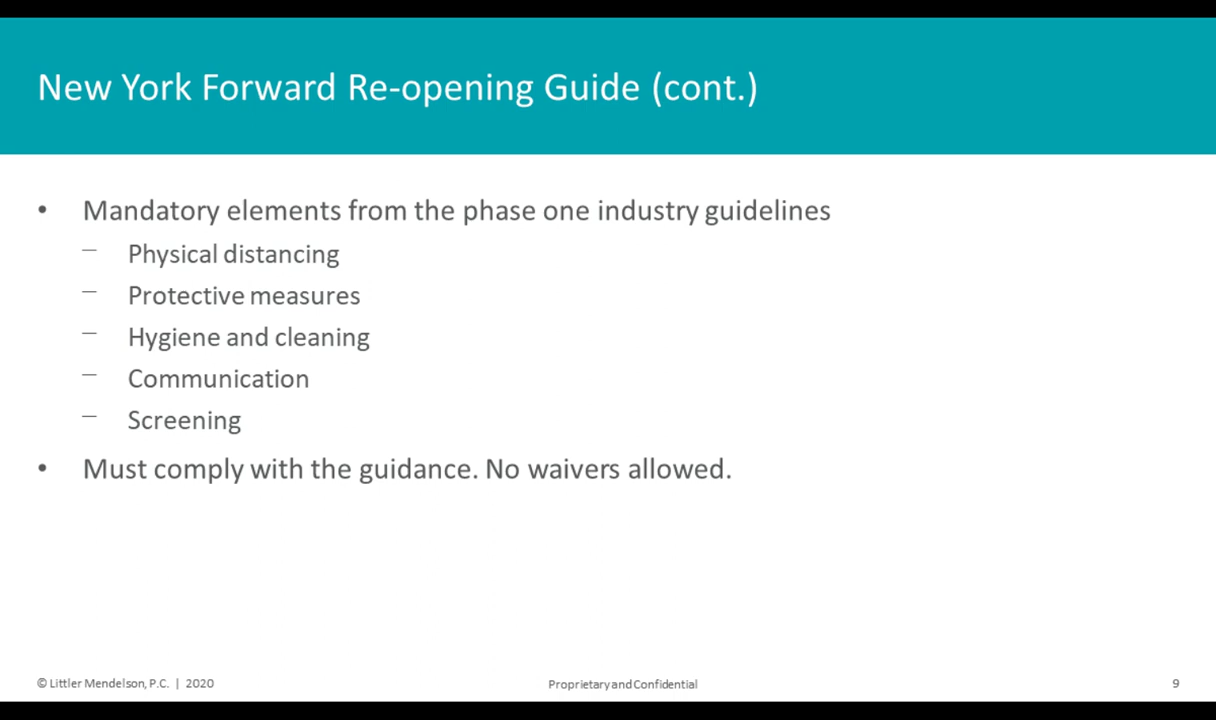 New York Forward Re-opening Guide (cont.)
• Mandatory elements from the phase one industry guidelines
— Physical distancing
— Protective measures
— Hygiene and cleaning
— Communication
— Screening
• Must comply with the guidance. No waivers allowed.
© Littler Mendelson, P.C. | 2020
Proprietary and Confidential
9